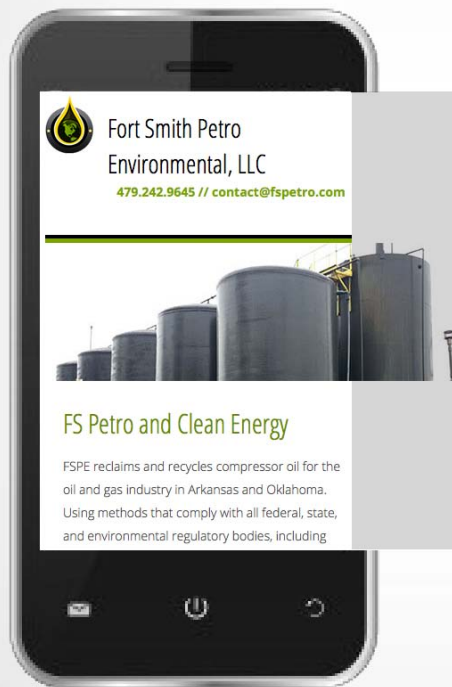 Fort Smith Petro
Environmental, LLC
479.242.9645 // contact@fspetro.com
FS Petro and Clean Energy
FSPE reclaims and recycles compressor oil for the
oil and gas industry in Arkansas and Oklahoma.
Using methods that comply with all federal, state,
and environmental regulatory bodies, including